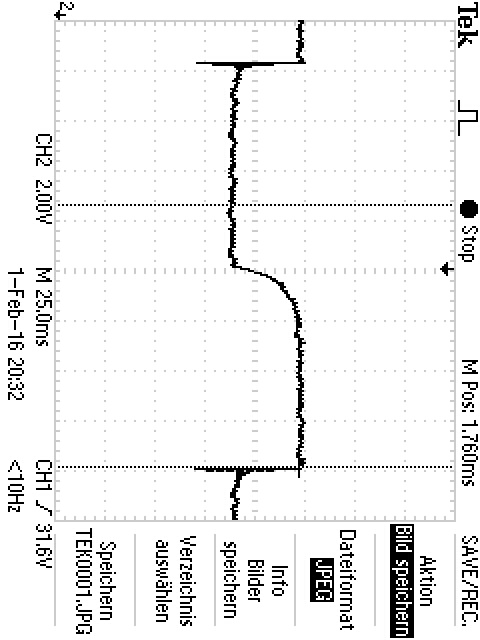 Tek
Stop
M Pos: 1.760ms
SAVE/REC.
Aktion
Bild speichern
Dateiformat
JPEG
Info
Bilder
speichern
Verzeichnis
auswählen
Speichern
TEK0001.JPG
2
CH2 2.00V
M 25.0ms
CH1 / 31.6V
1-Feb-16 20:32
<10Hz